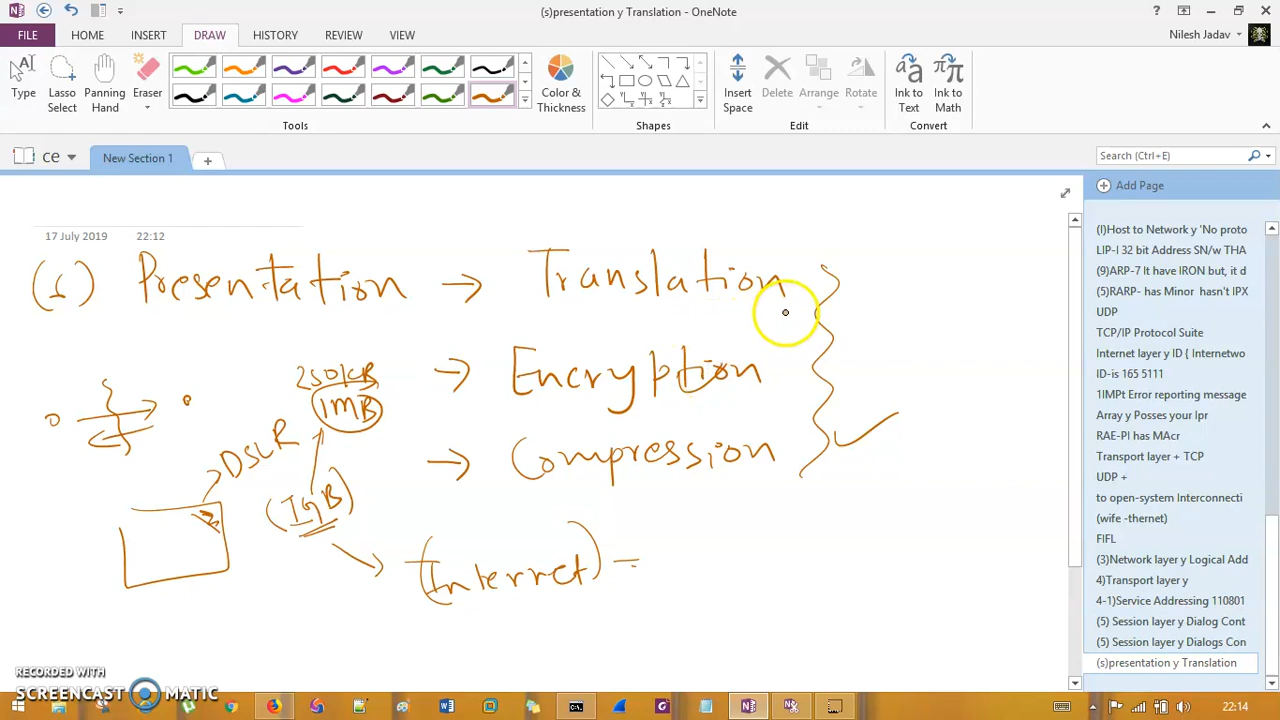 (s)presentation y Translation - OneNote
?
FILE HOME INSERT DRAW HISTORY REVIEW VIEW
Nilesh Jadav
Type
Lasso Select
Panning Hand
Eraser
Color & Thickness
Insert Space
Delete
Arrange
Rotate
Ink to Text
Ink to Math
Tools Shapes Edit Convert
ce
New Section 1
+
Search (Ctrl+E)
Add Page
17 July 2019 22:12
(6) Presentation → Translation
→ Encryption
→ Compression
250KB
1MB
DSLR
(1gB)
(Internet) =
(I)Host to Network y 'No proto
LIP-I 32 bit Address SN/w THA
(9)ARP-7 It have IRON but, it d
(5)RARP- has Minor hasn't IPX
UDP
TCP/IP Protocol Suite
Internet layer y ID { Internetwo
ID-is 165 5111
1IMPt Error reporting message
Array y Posses your Ipr
RAE-PI has MAcr
Transport layer + TCP
UDP +
to open-system Interconnecti
(wife -thernet)
FIFL
(3)Network layer y Logical Add
4)Transport layer y
4-1)Service Addressing 110801
(5) Session layer y Dialog Cont
(5) Session layer y Dialogs Con
(s)presentation y Translation
RECORDED WITH
SCREENCAST MATIC
22:14